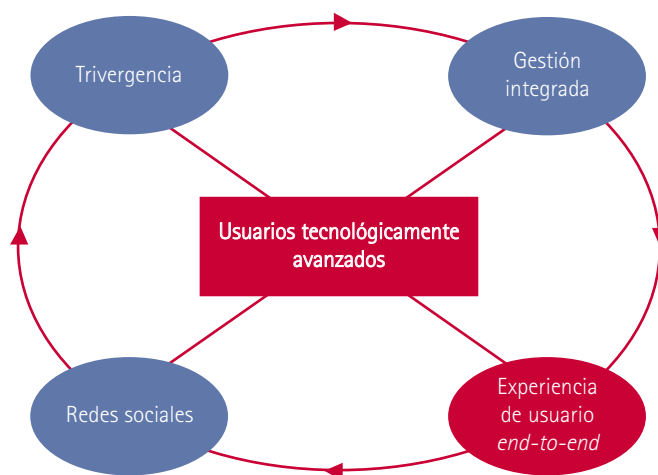 Trivergencia
Gestión
integrada
Usuarios tecnológicamente
avanzados
Redes sociales
Experiencia
de usuario
end-to-end